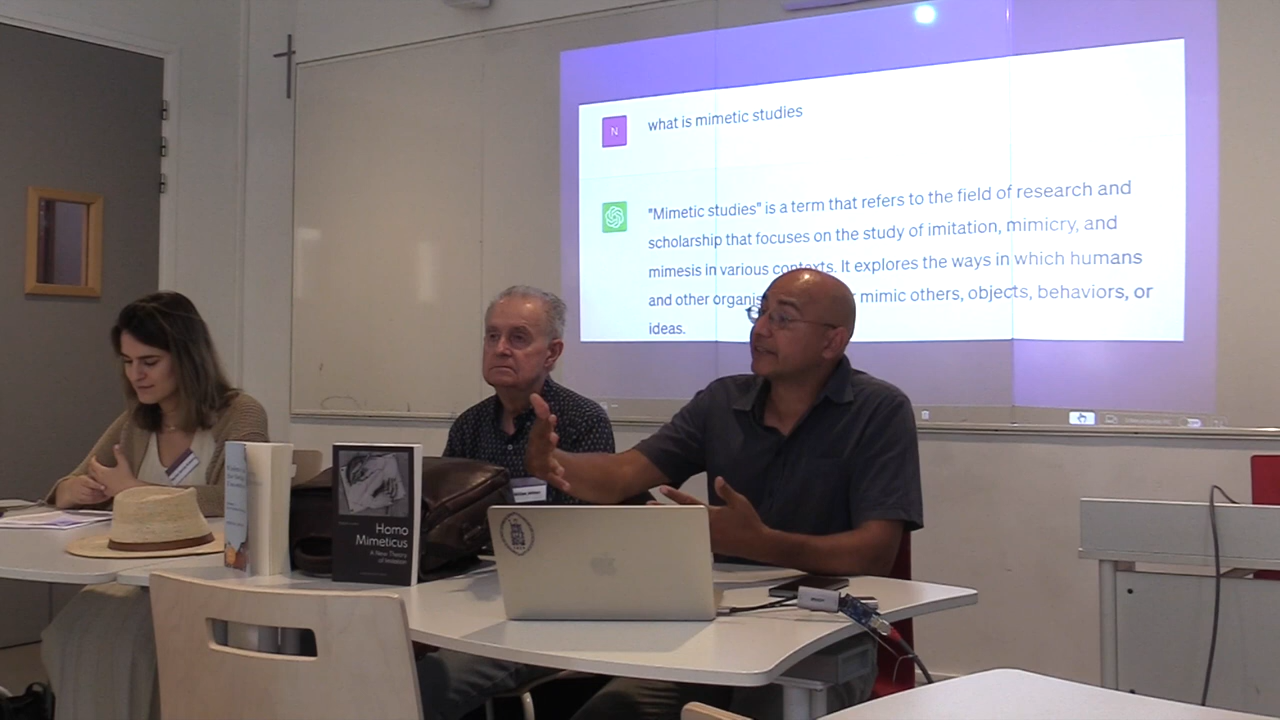 N
what is mimetic studies
"Mimetic studies" is a term that refers to the field of research and
scholarship that focuses on the study of imitation, mimicry, and
mimesis in various contexts. It explores the ways in which humans
and other organis r mimic others, objects, behaviors, or
ideas.
Homo
Mimeticus
A New Theory
of Imitation